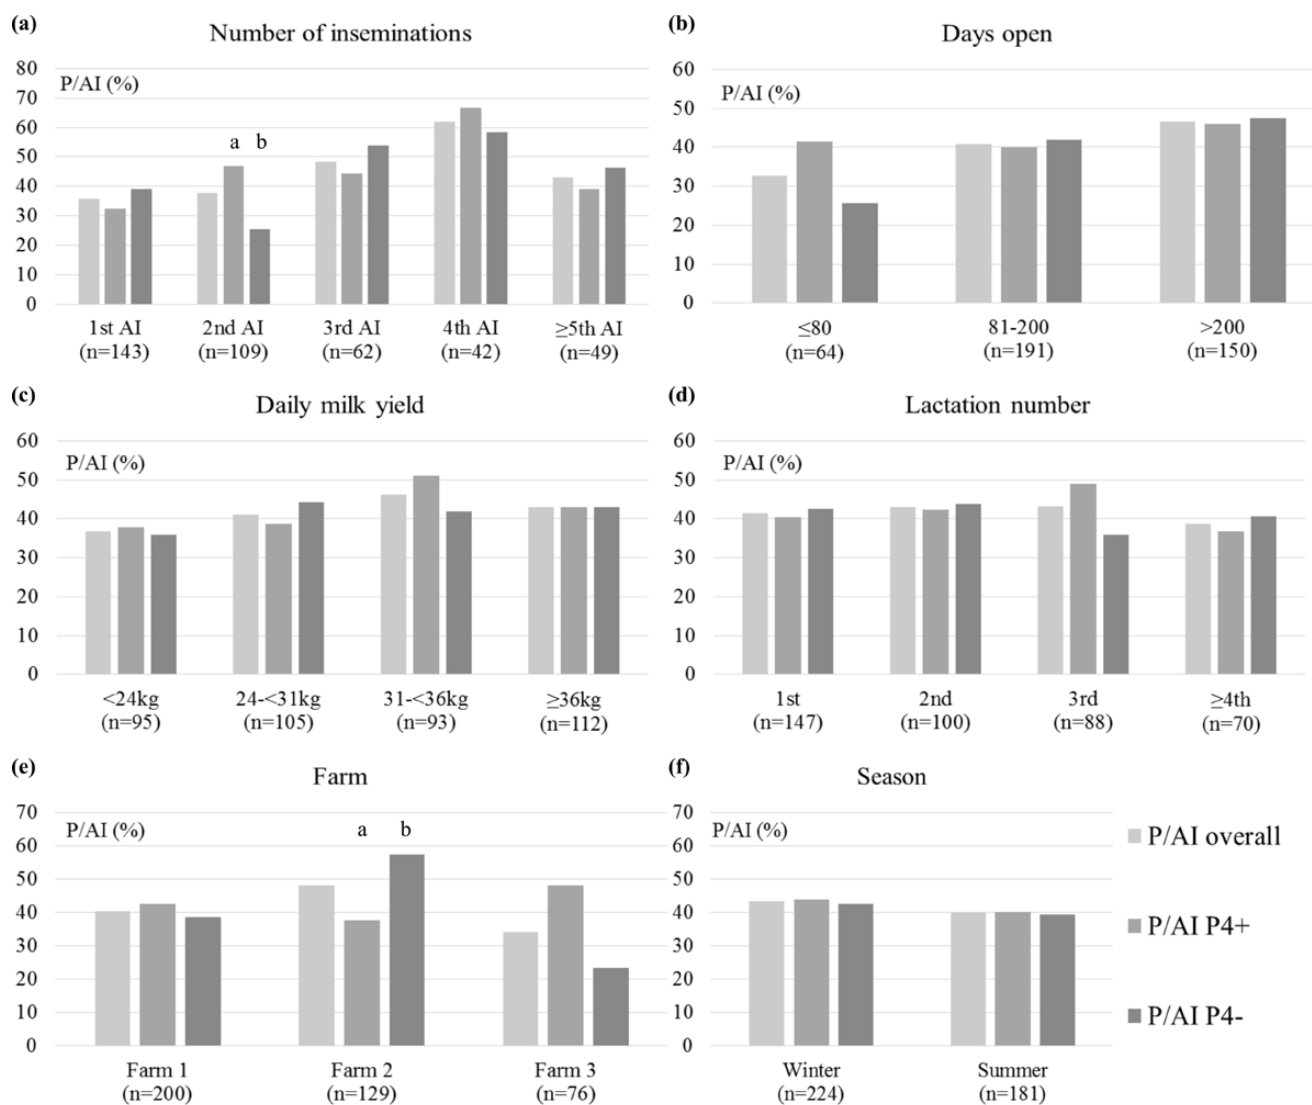 (a)
Number of inseminations
P/AI (%)
80
70
60
50
40
30
20
10
0
a b
1st AI 2nd AI 3rd AI 4th AI ≥5th AI
(n=143) (n=109) (n=62) (n=42) (n=49)
(b)
Days open
P/AI (%)
60
50
40
30
20
10
0
≤80 81-200 >200
(n=64) (n=191) (n=150)
(c)
Daily milk yield
P/AI (%)
60
50
40
30
20
10
0
<24kg 24-<31kg 31-<36kg ≥36kg
(n=95) (n=105) (n=93) (n=112)
(d)
Lactation number
P/AI (%)
60
50
40
30
20
10
0
1st 2nd 3rd ≥4th
(n=147) (n=100) (n=88) (n=70)
(e)
Farm
P/AI (%)
70
60
50
40
30
20
10
0
a b
Farm 1 Farm 2 Farm 3
(n=200) (n=129) (n=76)
(f)
Season
P/AI (%)
70
60
50
40
30
20
10
0
Winter Summer
(n=224) (n=181)
P/AI overall
P/AI P4+
P/AI P4-